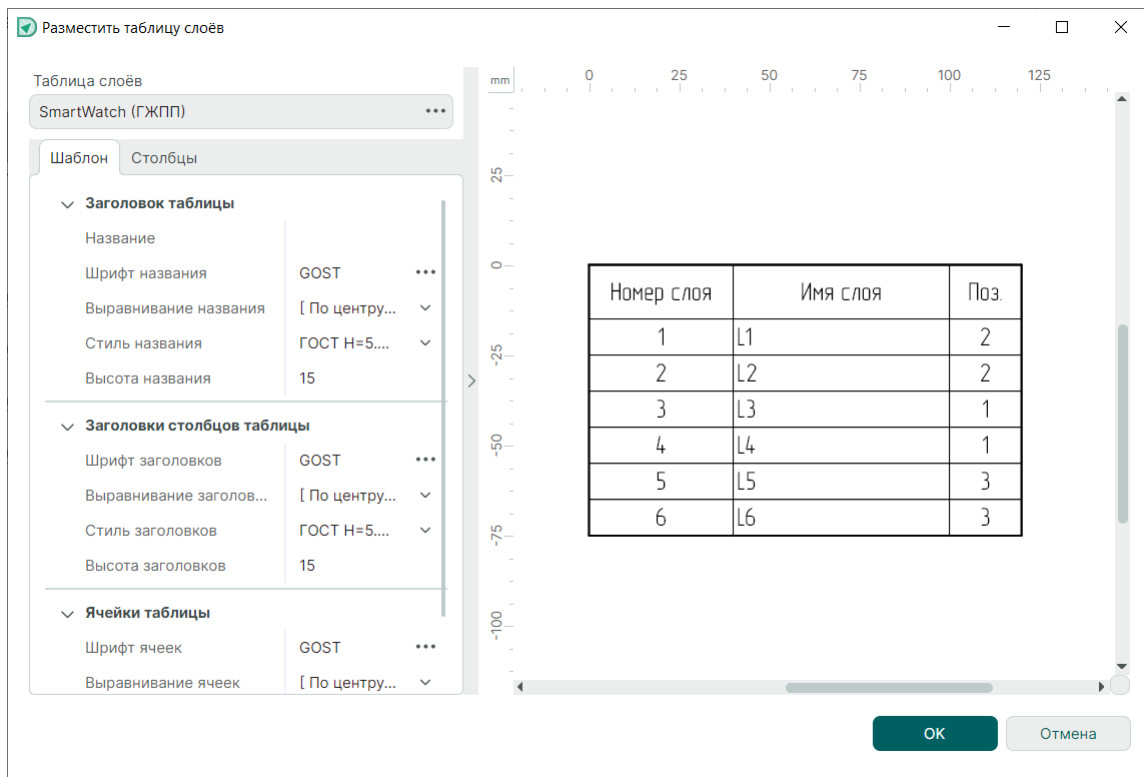 Разместить таблицу слоёв
Таблица слоёв
SmartWatch (ГЖПП)
Шаблон Столбцы
Заголовок таблицы
Название
Шрифт названия GOST
Выравнивание названия [ По центру...
Стиль названия ГОСТ H=5....
Высота названия 15
Заголовки столбцов таблицы
Шрифт заголовков GOST
Выравнивание заголов... [ По центру...
Стиль заголовков ГОСТ H=5....
Высота заголовков 15
Ячейки таблицы
Шрифт ячеек GOST
Выравнивание ячеек [ По центру...
mm 0 25 50 75 100 125
25
0
-25
-50
-75
-100
Номер слоя Имя слоя Поз.
1 L1 2
2 L2 2
3 L3 1
4 L4 1
5 L5 3
6 L6 3
OK Отмена